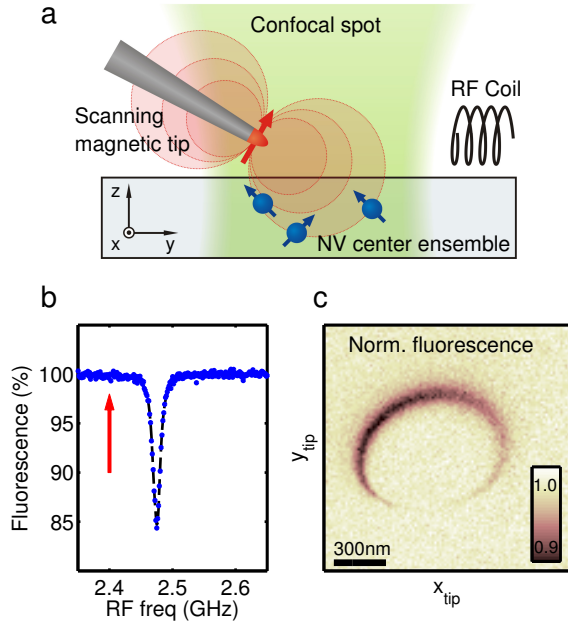 a
Confocal spot
RF Coil
Scanning
magnetic tip
z
x
y
NV center ensemble
b
Fluorescence (%)
100
95
90
85
2.4 2.5 2.6
RF freq (GHz)
c
Norm. fluorescence
y_tip
1.0
0.9
300nm
x_tip